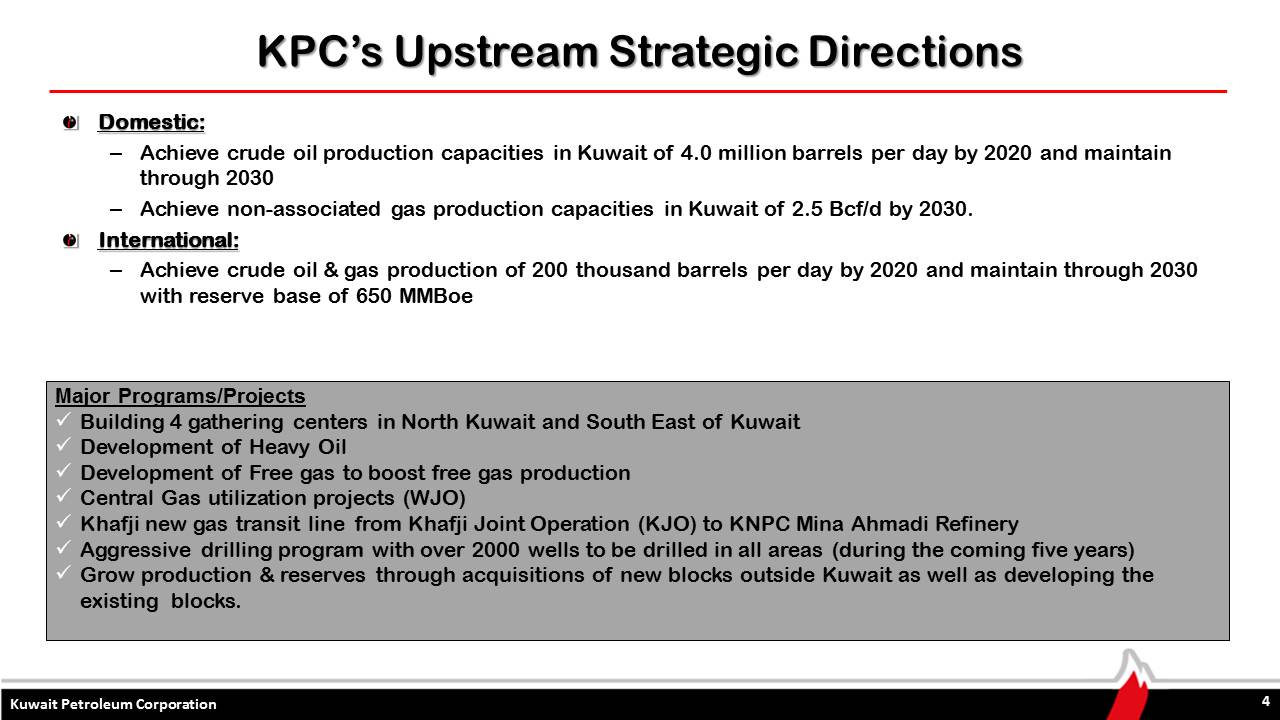 KPC’s Upstream Strategic Directions
Domestic:
– Achieve crude oil production capacities in Kuwait of 4.0 million barrels per day by 2020 and maintain
through 2030
– Achieve non-associated gas production capacities in Kuwait of 2.5 Bcf/d by 2030.
International:
– Achieve crude oil & gas production of 200 thousand barrels per day by 2020 and maintain through 2030
with reserve base of 650 MMBoe
Major Programs/Projects
✓ Building 4 gathering centers in North Kuwait and South East of Kuwait
✓ Development of Heavy Oil
✓ Development of Free gas to boost free gas production
✓ Central Gas utilization projects (WJO)
✓ Khafji new gas transit line from Khafji Joint Operation (KJO) to KNPC Mina Ahmadi Refinery
✓ Aggressive drilling program with over 2000 wells to be drilled in all areas (during the coming five years)
✓ Grow production & reserves through acquisitions of new blocks outside Kuwait as well as developing the
existing blocks.
Kuwait Petroleum Corporation
4